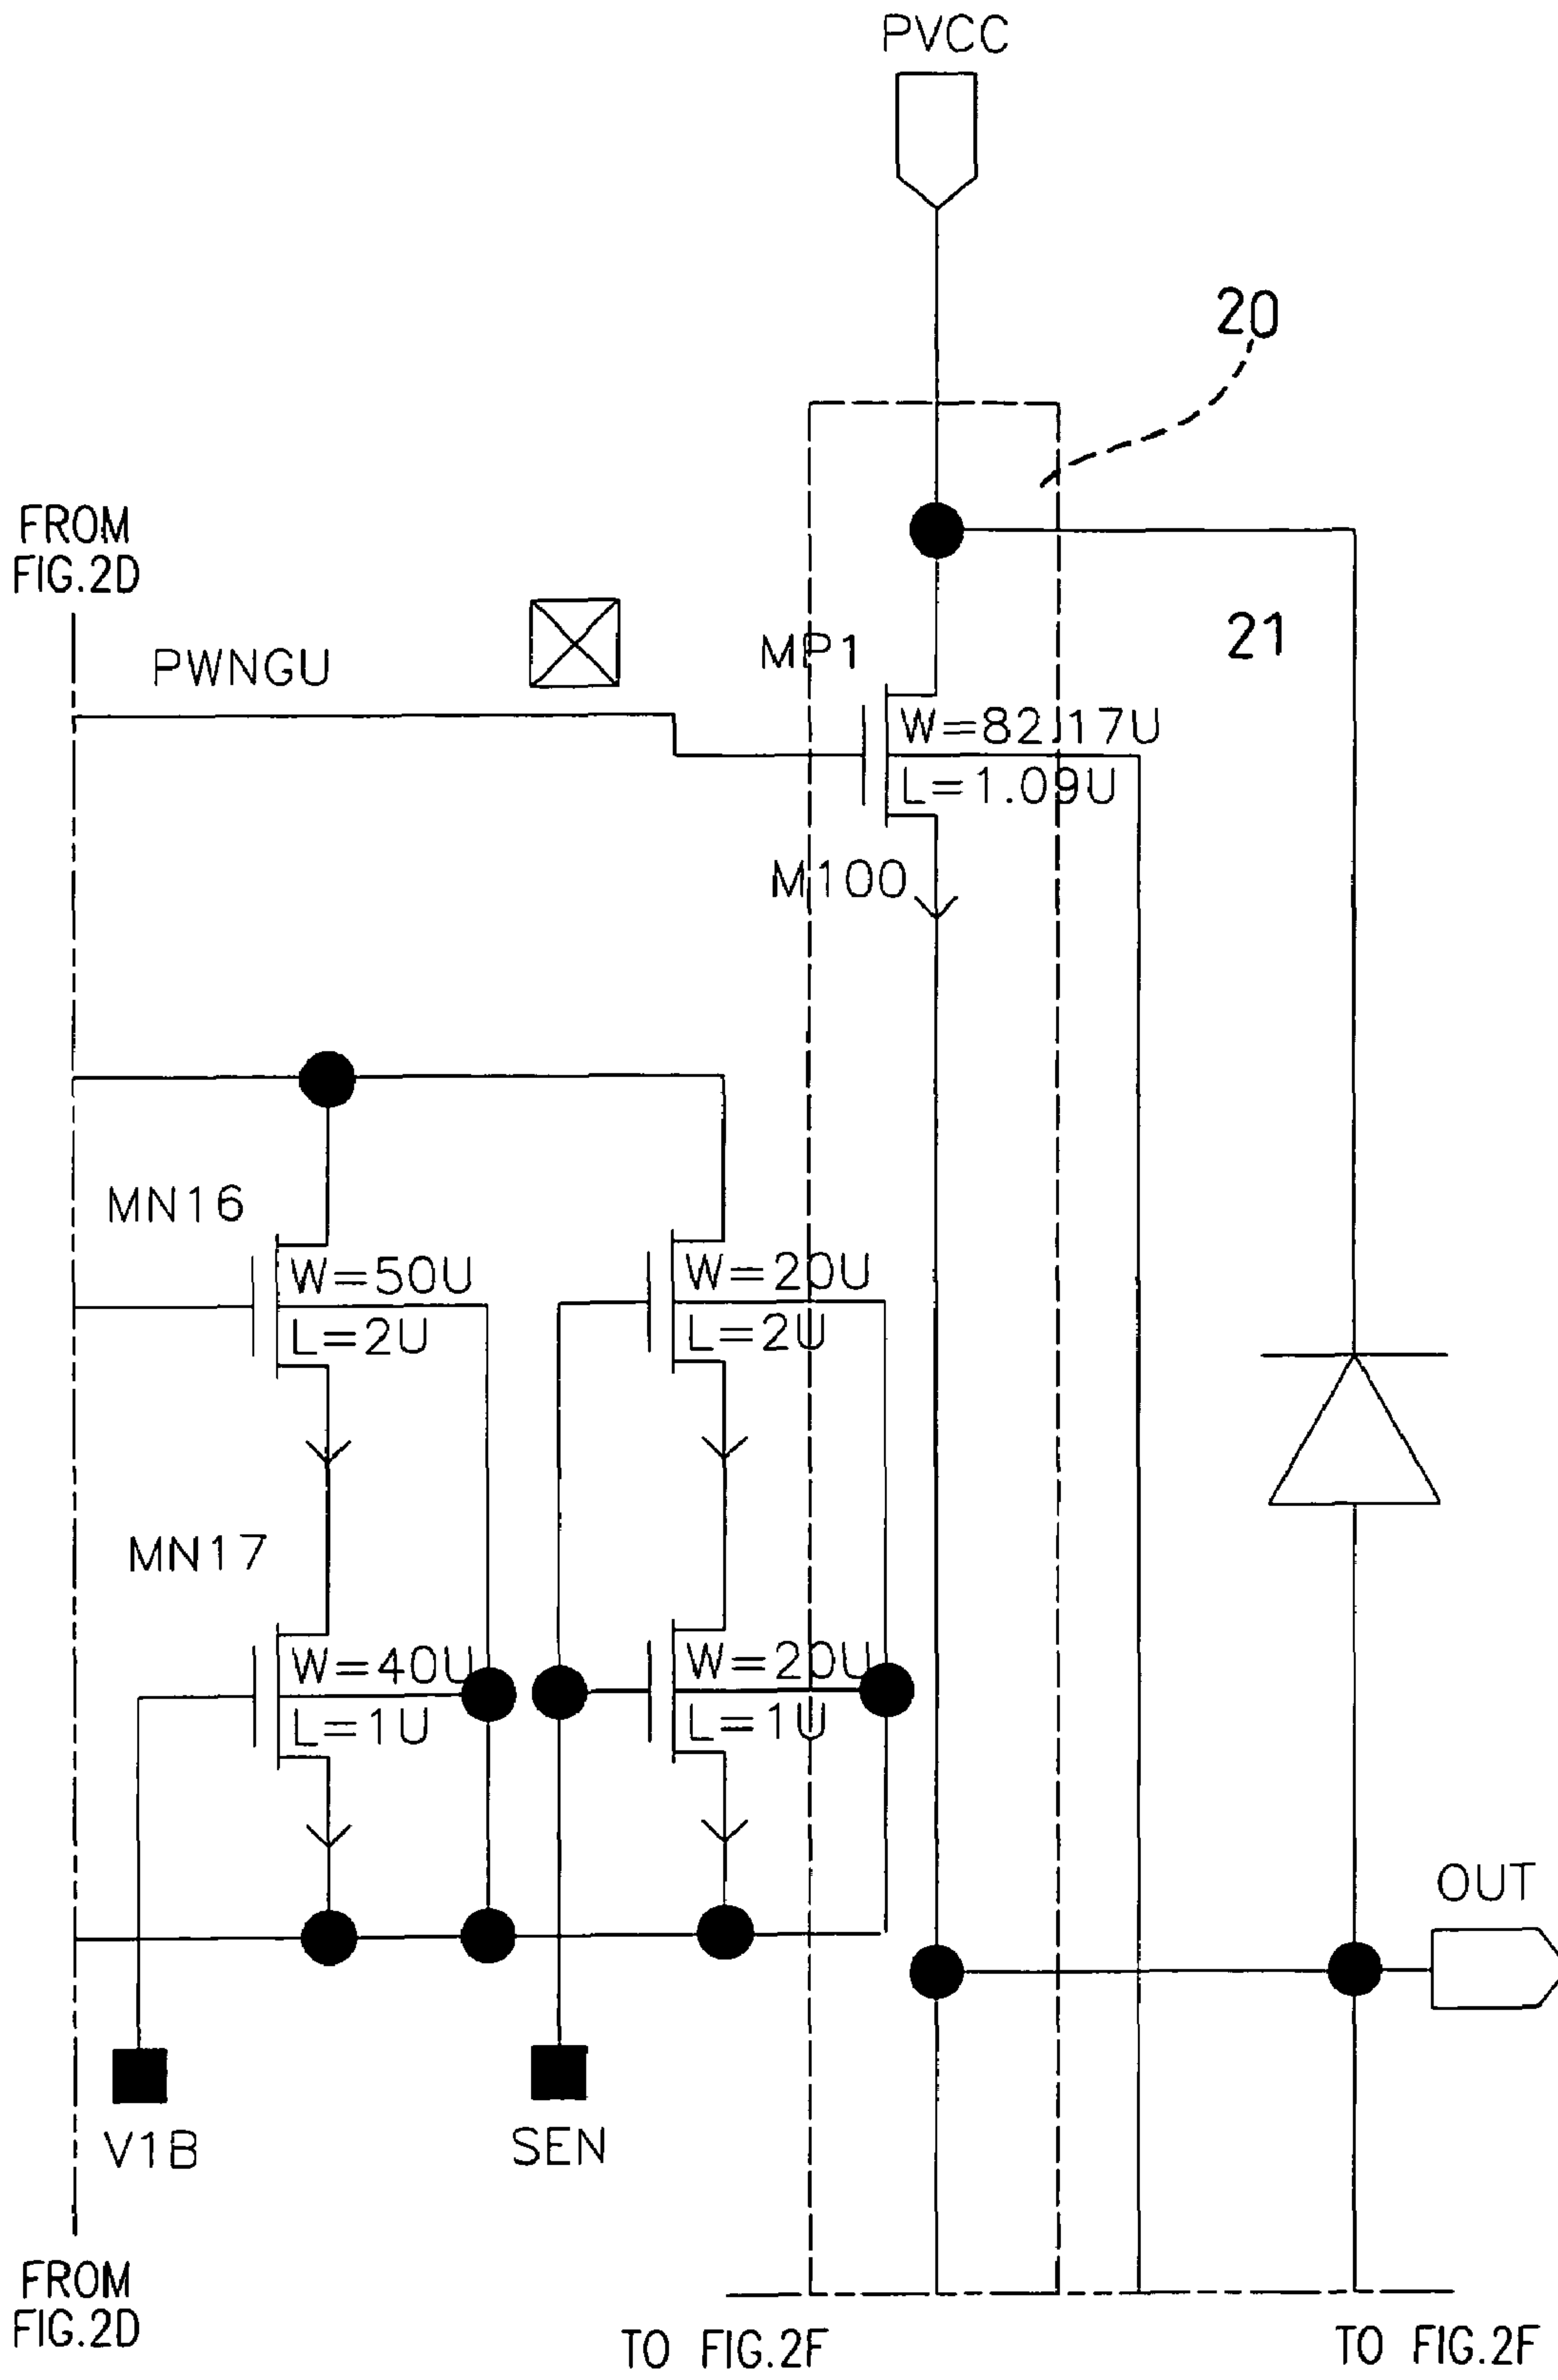 PVCC
20
FROM
FIG.2D
PWNGU
MP1
21
W=82.17U
L=1.09U
M100
MN16
W=50U
L=2U
W=20U
L=2U
MN17
W=40U
L=1U
W=20U
L=1U
OUT
V1B
SEN
FROM
FIG.2D
TO FIG.2F
TO FIG.2F